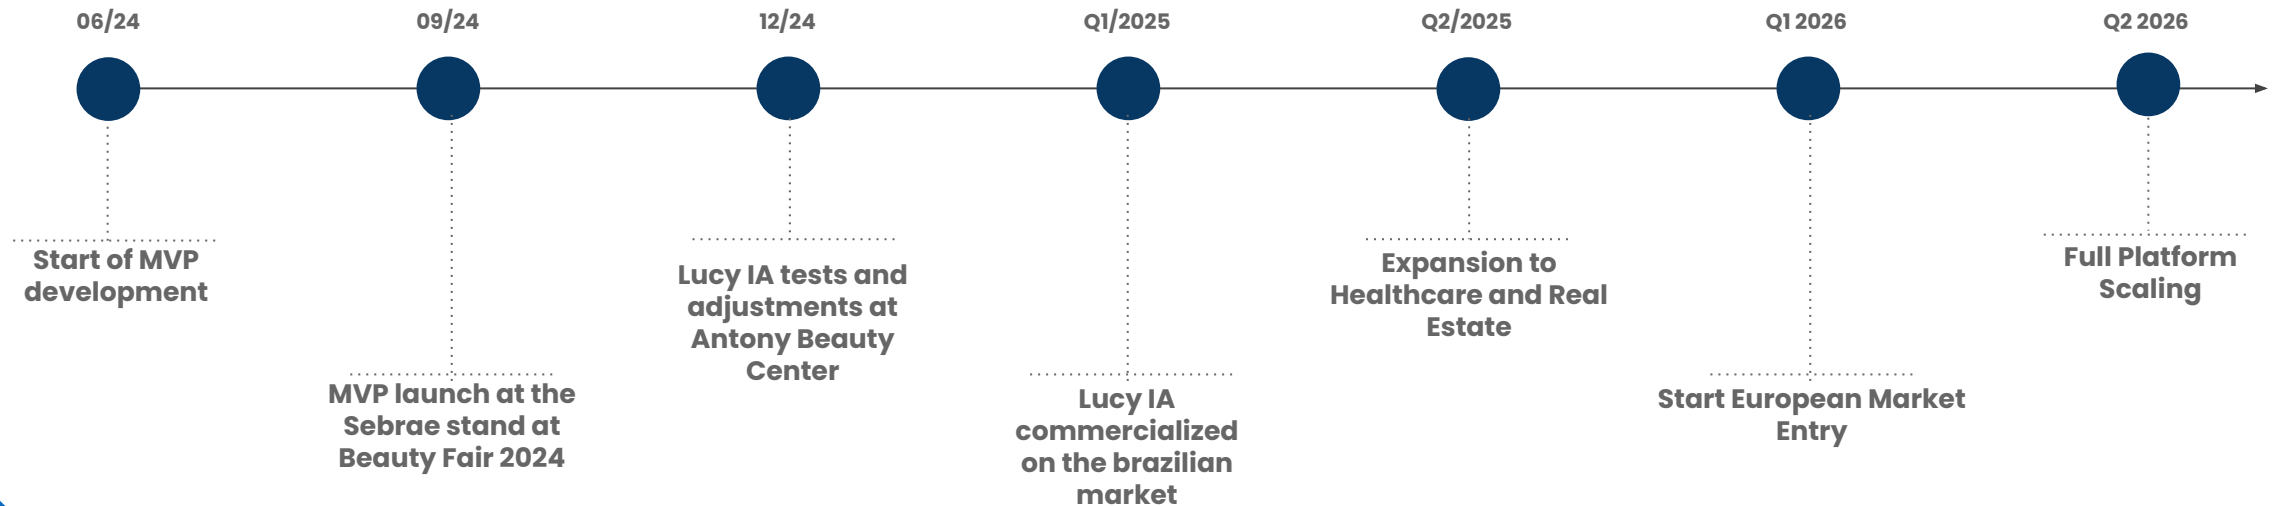 06/24
09/24
12/24
Q1/2025
Q2/2025
Q1 2026
Q2 2026
Start of MVP
development
MVP launch at the
Sebrae stand at
Beauty Fair 2024
Lucy IA tests and
adjustments at
Antony Beauty
Center
Lucy IA
commercialized
on the brazilian
market
Expansion to
Healthcare and Real
Estate
Start European Market
Entry
Full Platform
Scaling